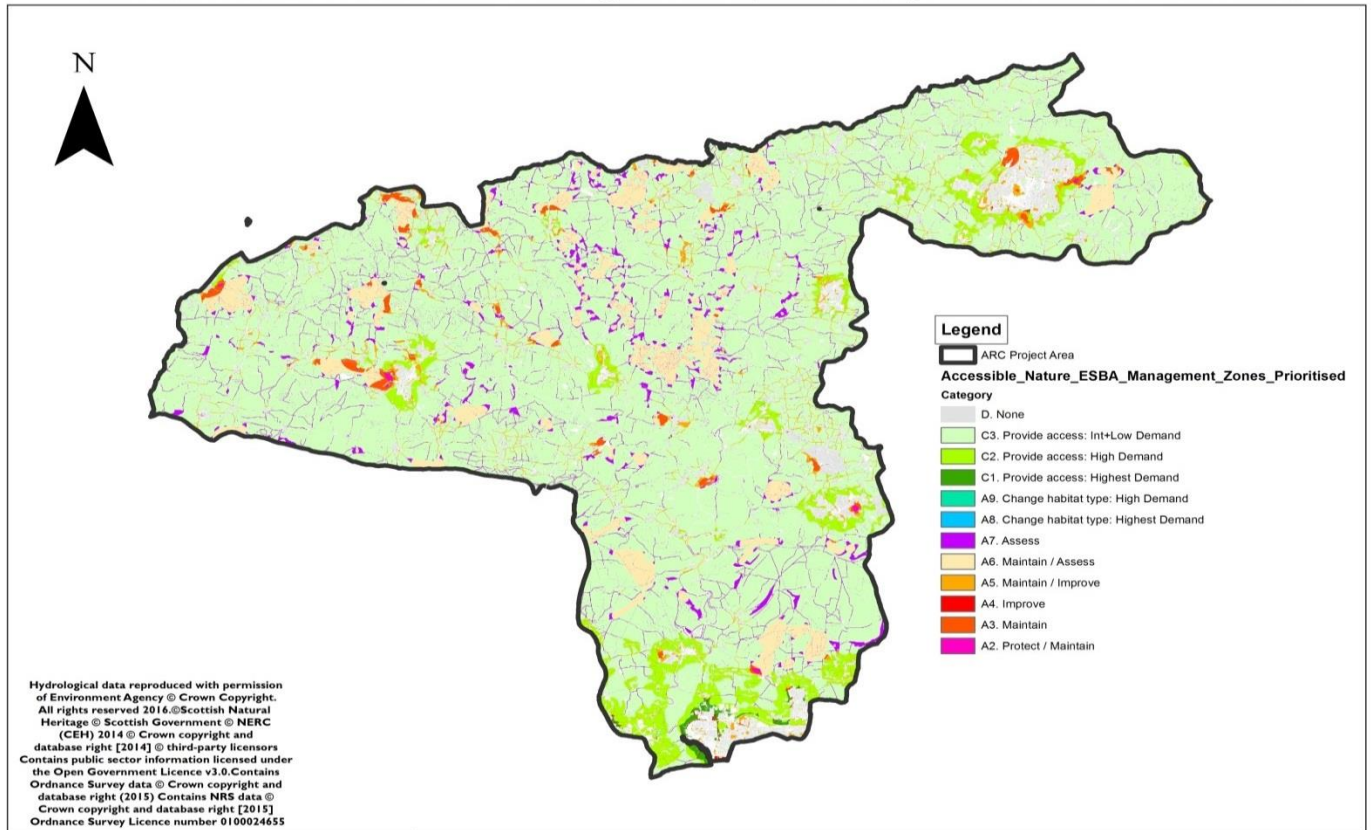 N
Legend
ARC Project Area
Accessible_Nature_ESBA_Management_Zones_Prioritised
Category
D. None
C3. Provide access: Int+Low Demand
C2. Provide access: High Demand
C1. Provide access: Highest Demand
A9. Change habitat type: High Demand
A8. Change habitat type: Highest Demand
A7. Assess
A6. Maintain / Assess
A5. Maintain / Improve
A4. Improve
A3. Maintain
A2. Protect / Maintain
Hydrological data reproduced with permission
of Environment Agency © Crown Copyright.
All rights reserved 2016.©Scottish Natural
Heritage © Scottish Government © NERC
(CEH) 2014 © Crown copyright and
database right [2014] © third-party licensors
Contains public sector information licensed under
the Open Government Licence v3.0.Contains
Ordnance Survey data © Crown copyright and
database right (2015) Contains NRS data ©
Crown copyright and database right [2015]
Ordnance Survey Licence number 0100024655